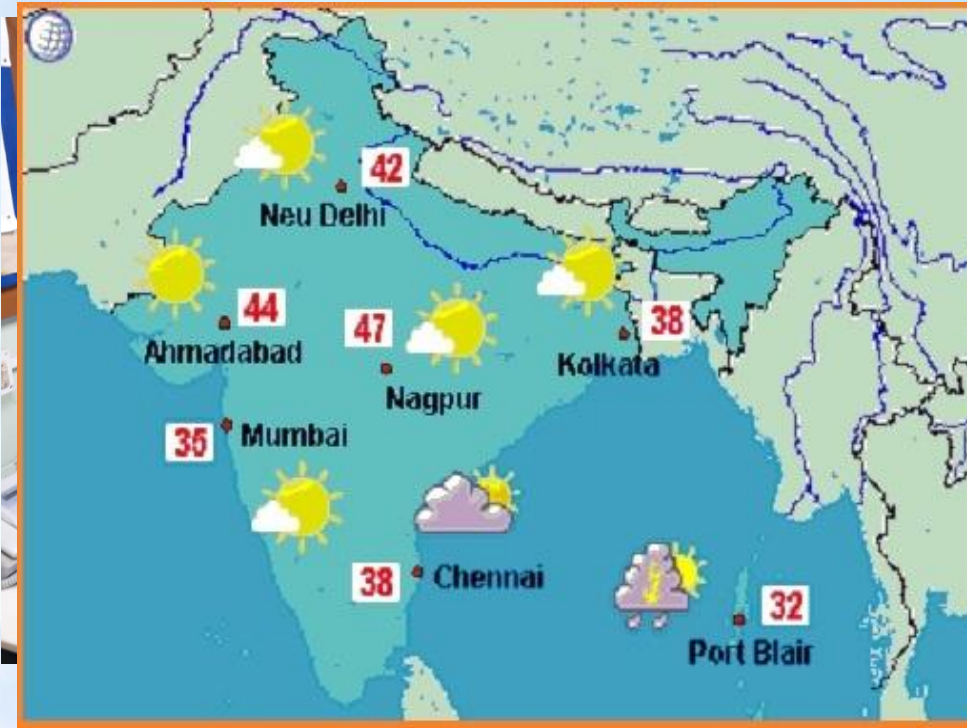 42
Neu Delhi
44
Ahmadabad
47
Nagpur
38
Kolkata
35
Mumbai
38
Chennai
32
Port Blair